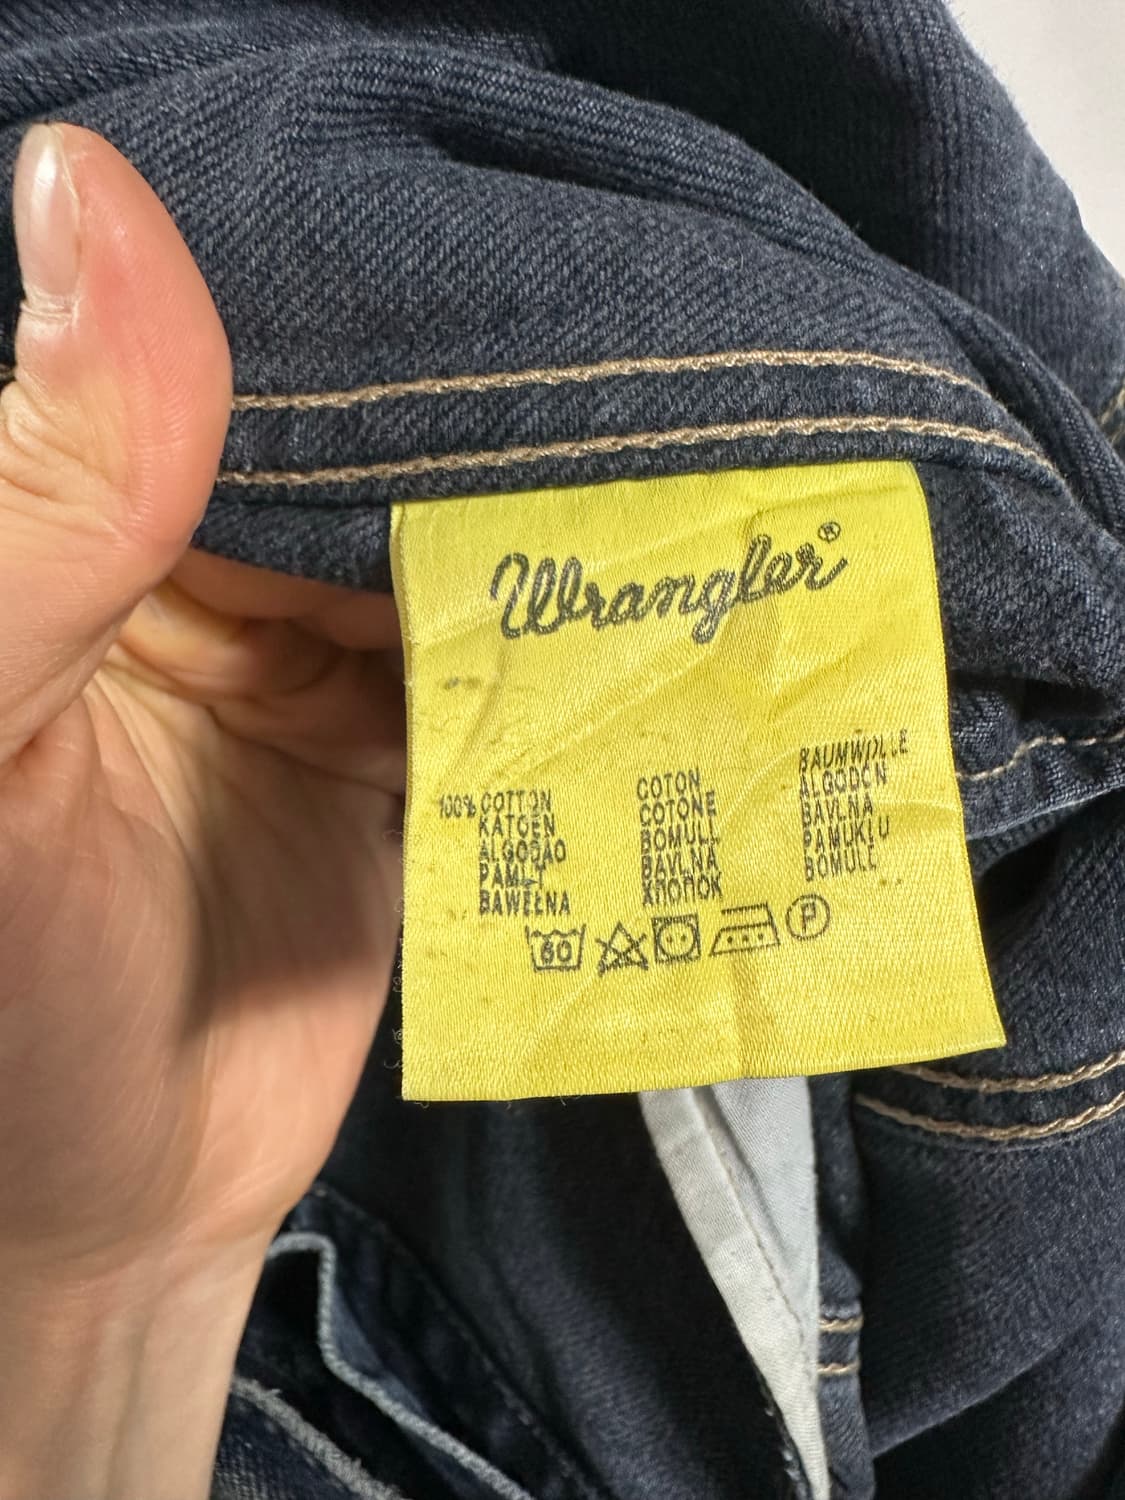 Wrangler®
100% COTTON
KATOEN
ALGODAO
PAMUT
BAWEŁNA
COTON
COTONE
BOMULL
BAVLNA
ХЛОПОК
BAUMWOLLE
ALGODON
BAVLNA
PAMUKLU
BOMULL
60
P